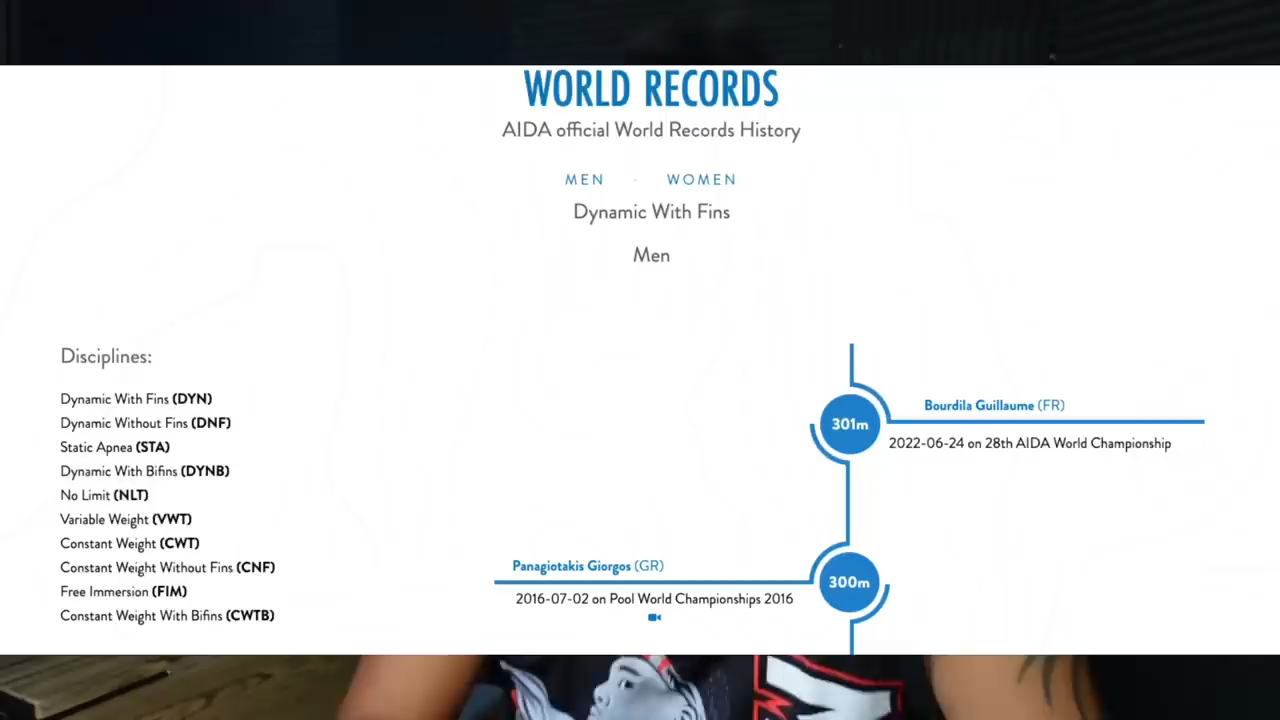 WORLD RECORDS
AIDA official World Records History
MEN · WOMEN
Dynamic With Fins
Men
Disciplines:
Dynamic With Fins (DYN)
Dynamic Without Fins (DNF)
Static Apnea (STA)
Dynamic With Bifins (DYNB)
No Limit (NLT)
Variable Weight (VWT)
Constant Weight (CWT)
Constant Weight Without Fins (CNF)
Free Immersion (FIM)
Constant Weight With Bifins (CWTB)
301m
Bourdila Guillaume (FR)
2022-06-24 on 28th AIDA World Championship
Panagiotakis Giorgos (GR)
300m
2016-07-02 on Pool World Championships 2016